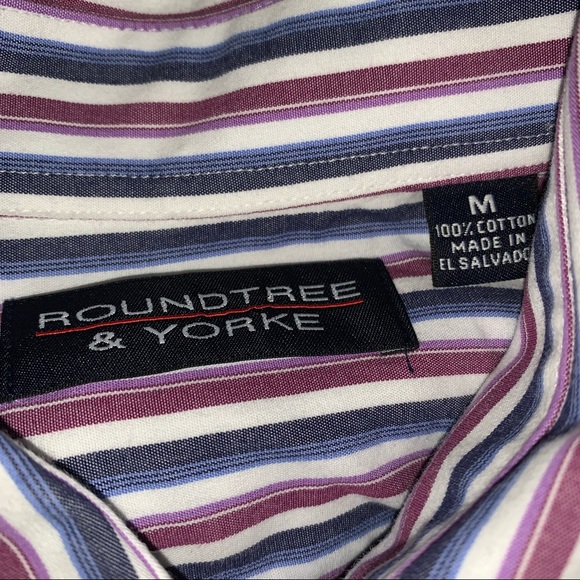 ROUNDTREE
& YORKE
M
100% COTTON
MADE IN
EL SALVADO